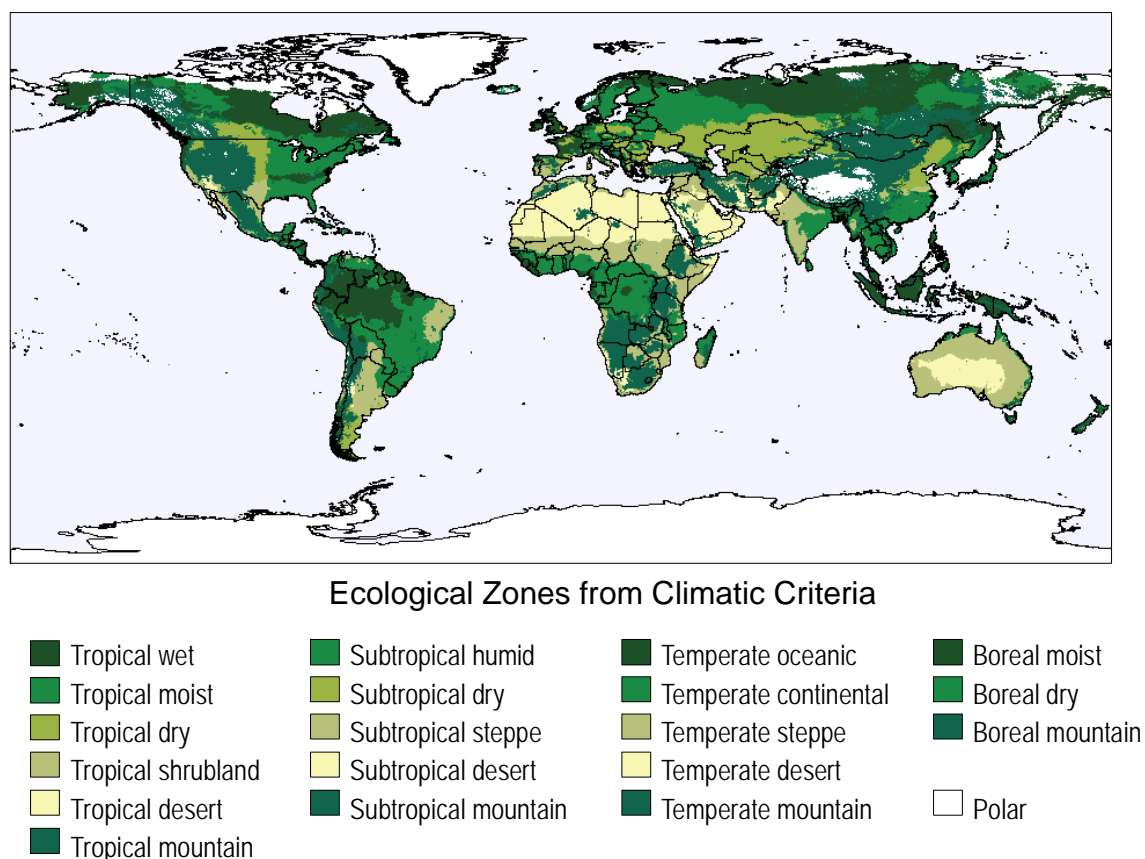 Ecological Zones from Climatic Criteria
Tropical wet
Tropical moist
Tropical dry
Tropical shrubland
Tropical desert
Tropical mountain
Subtropical humid
Subtropical dry
Subtropical steppe
Subtropical desert
Subtropical mountain
Temperate oceanic
Temperate continental
Temperate steppe
Temperate desert
Temperate mountain
Boreal moist
Boreal dry
Boreal mountain
Polar